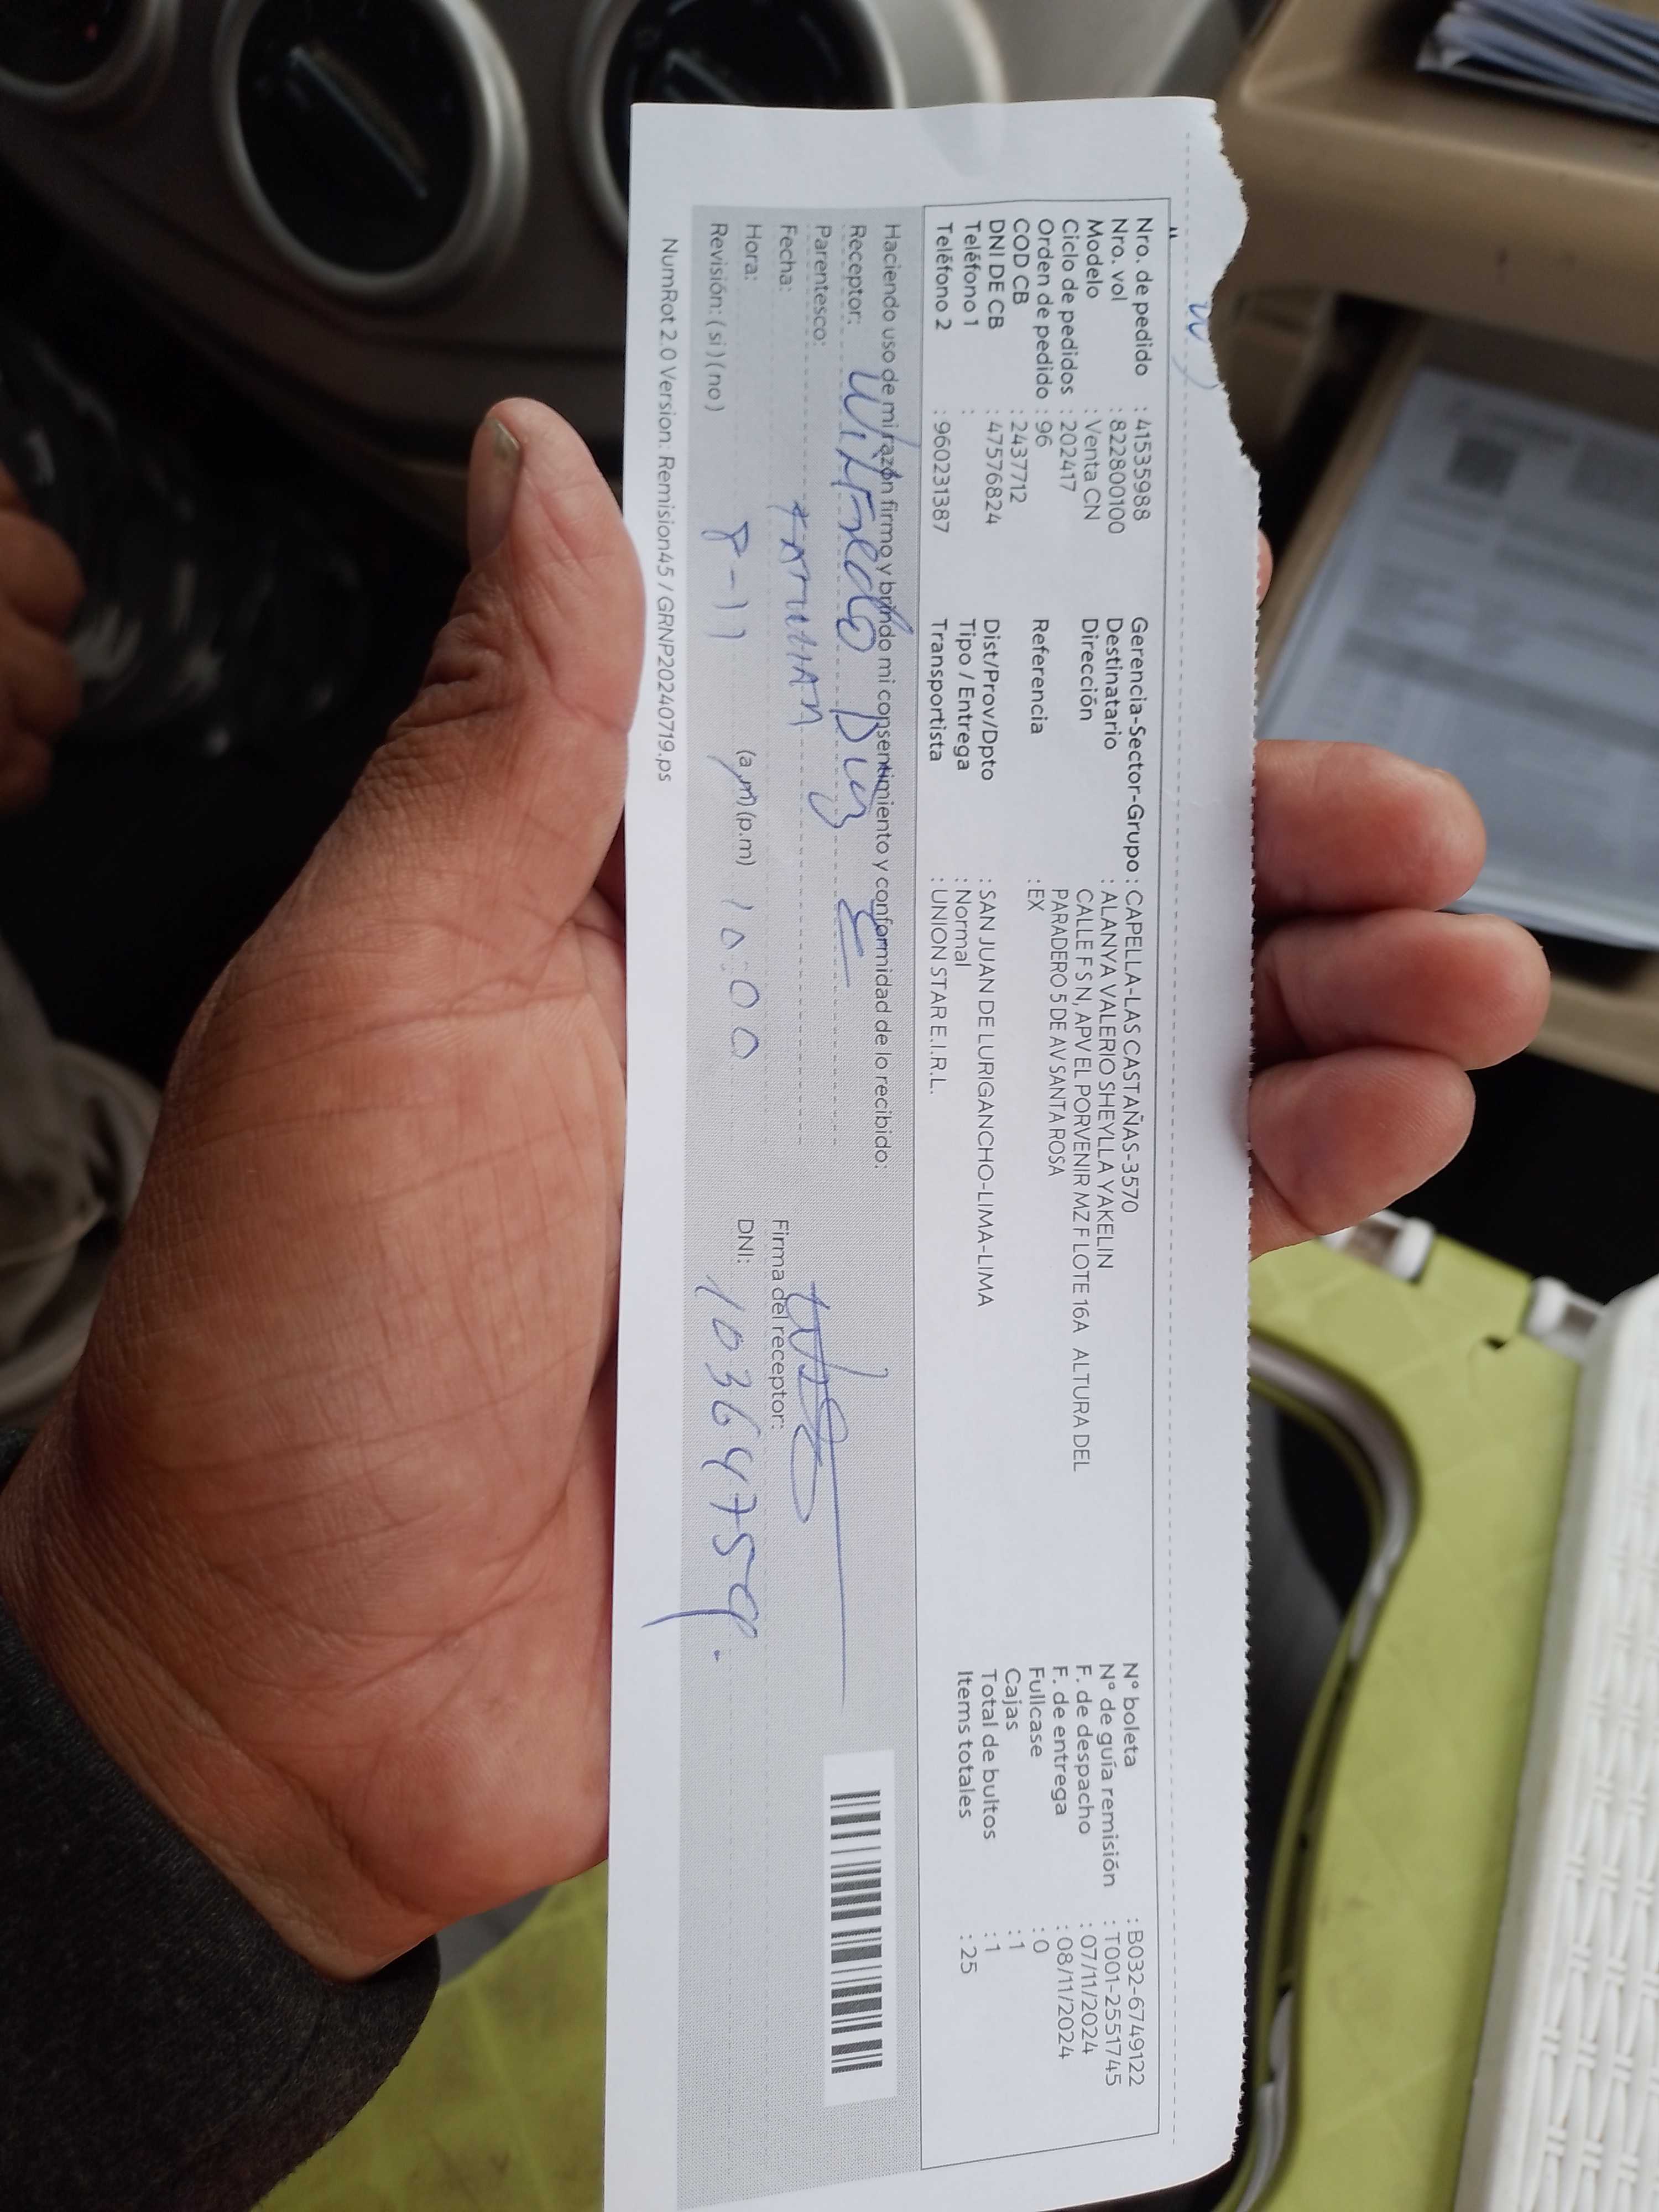 Nro. de pedido : 41535988
Nro. vol : 822800100
Modelo : Venta CN
Ciclo de pedidos : 202417
Orden de pedido : 96
COD CB : 2437712
DNI DE CB : 47576824
Teléfono 1 :
Teléfono 2 : 960231387
Gerencia-Sector-Grupo : CAPELLA-LAS CASTAÑAS-3570
Destinatario : ALANYA VALERIO SHEYLLA YAKELIN
Dirección CALLE F S N, APV EL PORVENIR MZ F LOTE 16A ALTURA DEL
PARADERO 5 DE AV SANTA ROSA
Referencia : EX
Dist/Prov/Dpto : SAN JUAN DE LURIGANCHO-LIMA-LIMA
Tipo / Entrega : Normal
Transportista : UNION STAR E.I.R.L.
N° boleta : B032-6749122
N° de guía remisión : T001-2551745
F. de despacho : 07/11/2024
F. de entrega : 08/11/2024
Fullcase : 0
Cajas : 1
Total de bultos : 1
Items totales : 25
Haciendo uso de mi razón firmo y brindo mi consentimiento y conformidad de lo recibido:
Receptor: Wilfredo
Parentesco:
Fecha:
Hora: (a.m) (p.m) 10:00
Revisión: (si) (no) 8-11
Firma del receptor:
DNI: 10364759.
NumRot 2.0 Version: Remision45 / GRNP20240719.ps